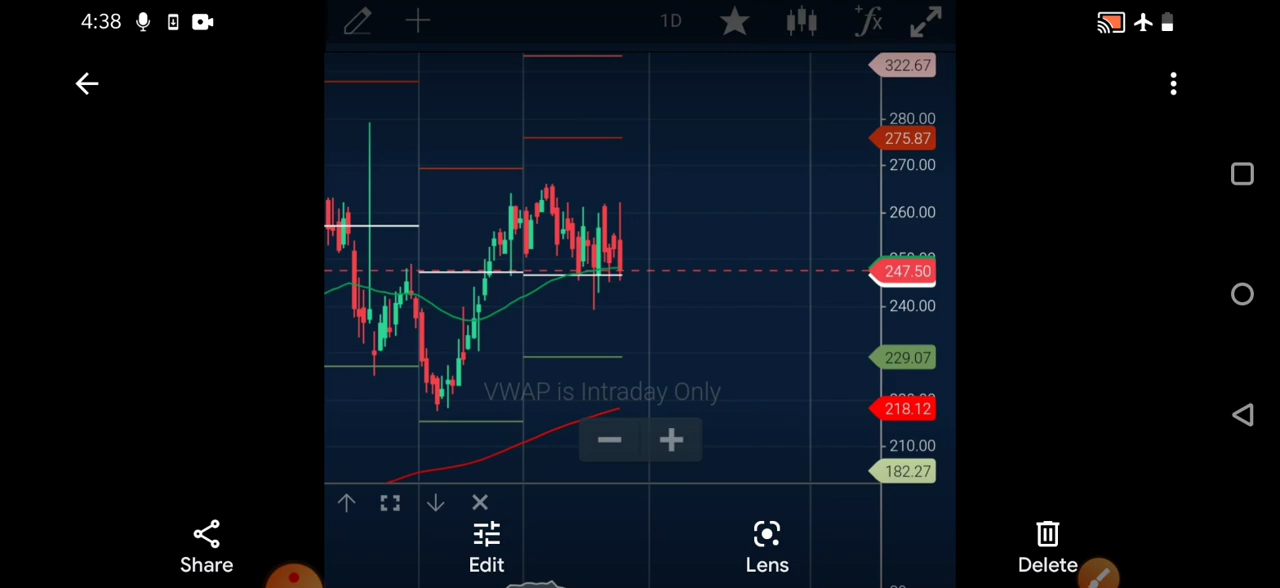 4:38
1D
fx
322.67
280.00
275.87
270.00
260.00
247.50
240.00
229.07
VWAP is Intraday Only
218.12
210.00
182.27
Share
Edit
Lens
Delete